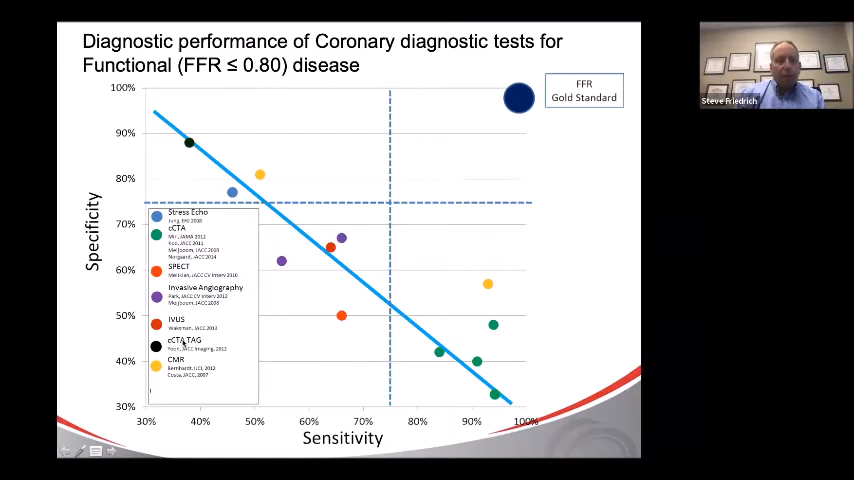 Diagnostic performance of Coronary diagnostic tests for
Functional (FFR ≤ 0.80) disease
FFR
Gold Standard
Steve Friedrich
100%
90%
80%
70%
60%
50%
40%
30%
Specificity
Stress Echo
Jung, EHJ 2008
cCTA
Min, JAMA 2012
Koo, JACC 2011
Meijboom, JACC 2008
Norgaard, JACC 2014
SPECT
Melikian, JACC CV Interv 2010
Invasive Angiography
Park, JACC CV Interv 2012
Meijboom, JACC 2008
IVUS
Waksman, JACC 2013
cCTA TAG
Yoon, JACC Imaging, 2012
CMR
Bernhardt, IJCI, 2012
Costa, JACC, 2007
30% 40% 50% 60% 70% 80% 90% 100%
Sensitivity